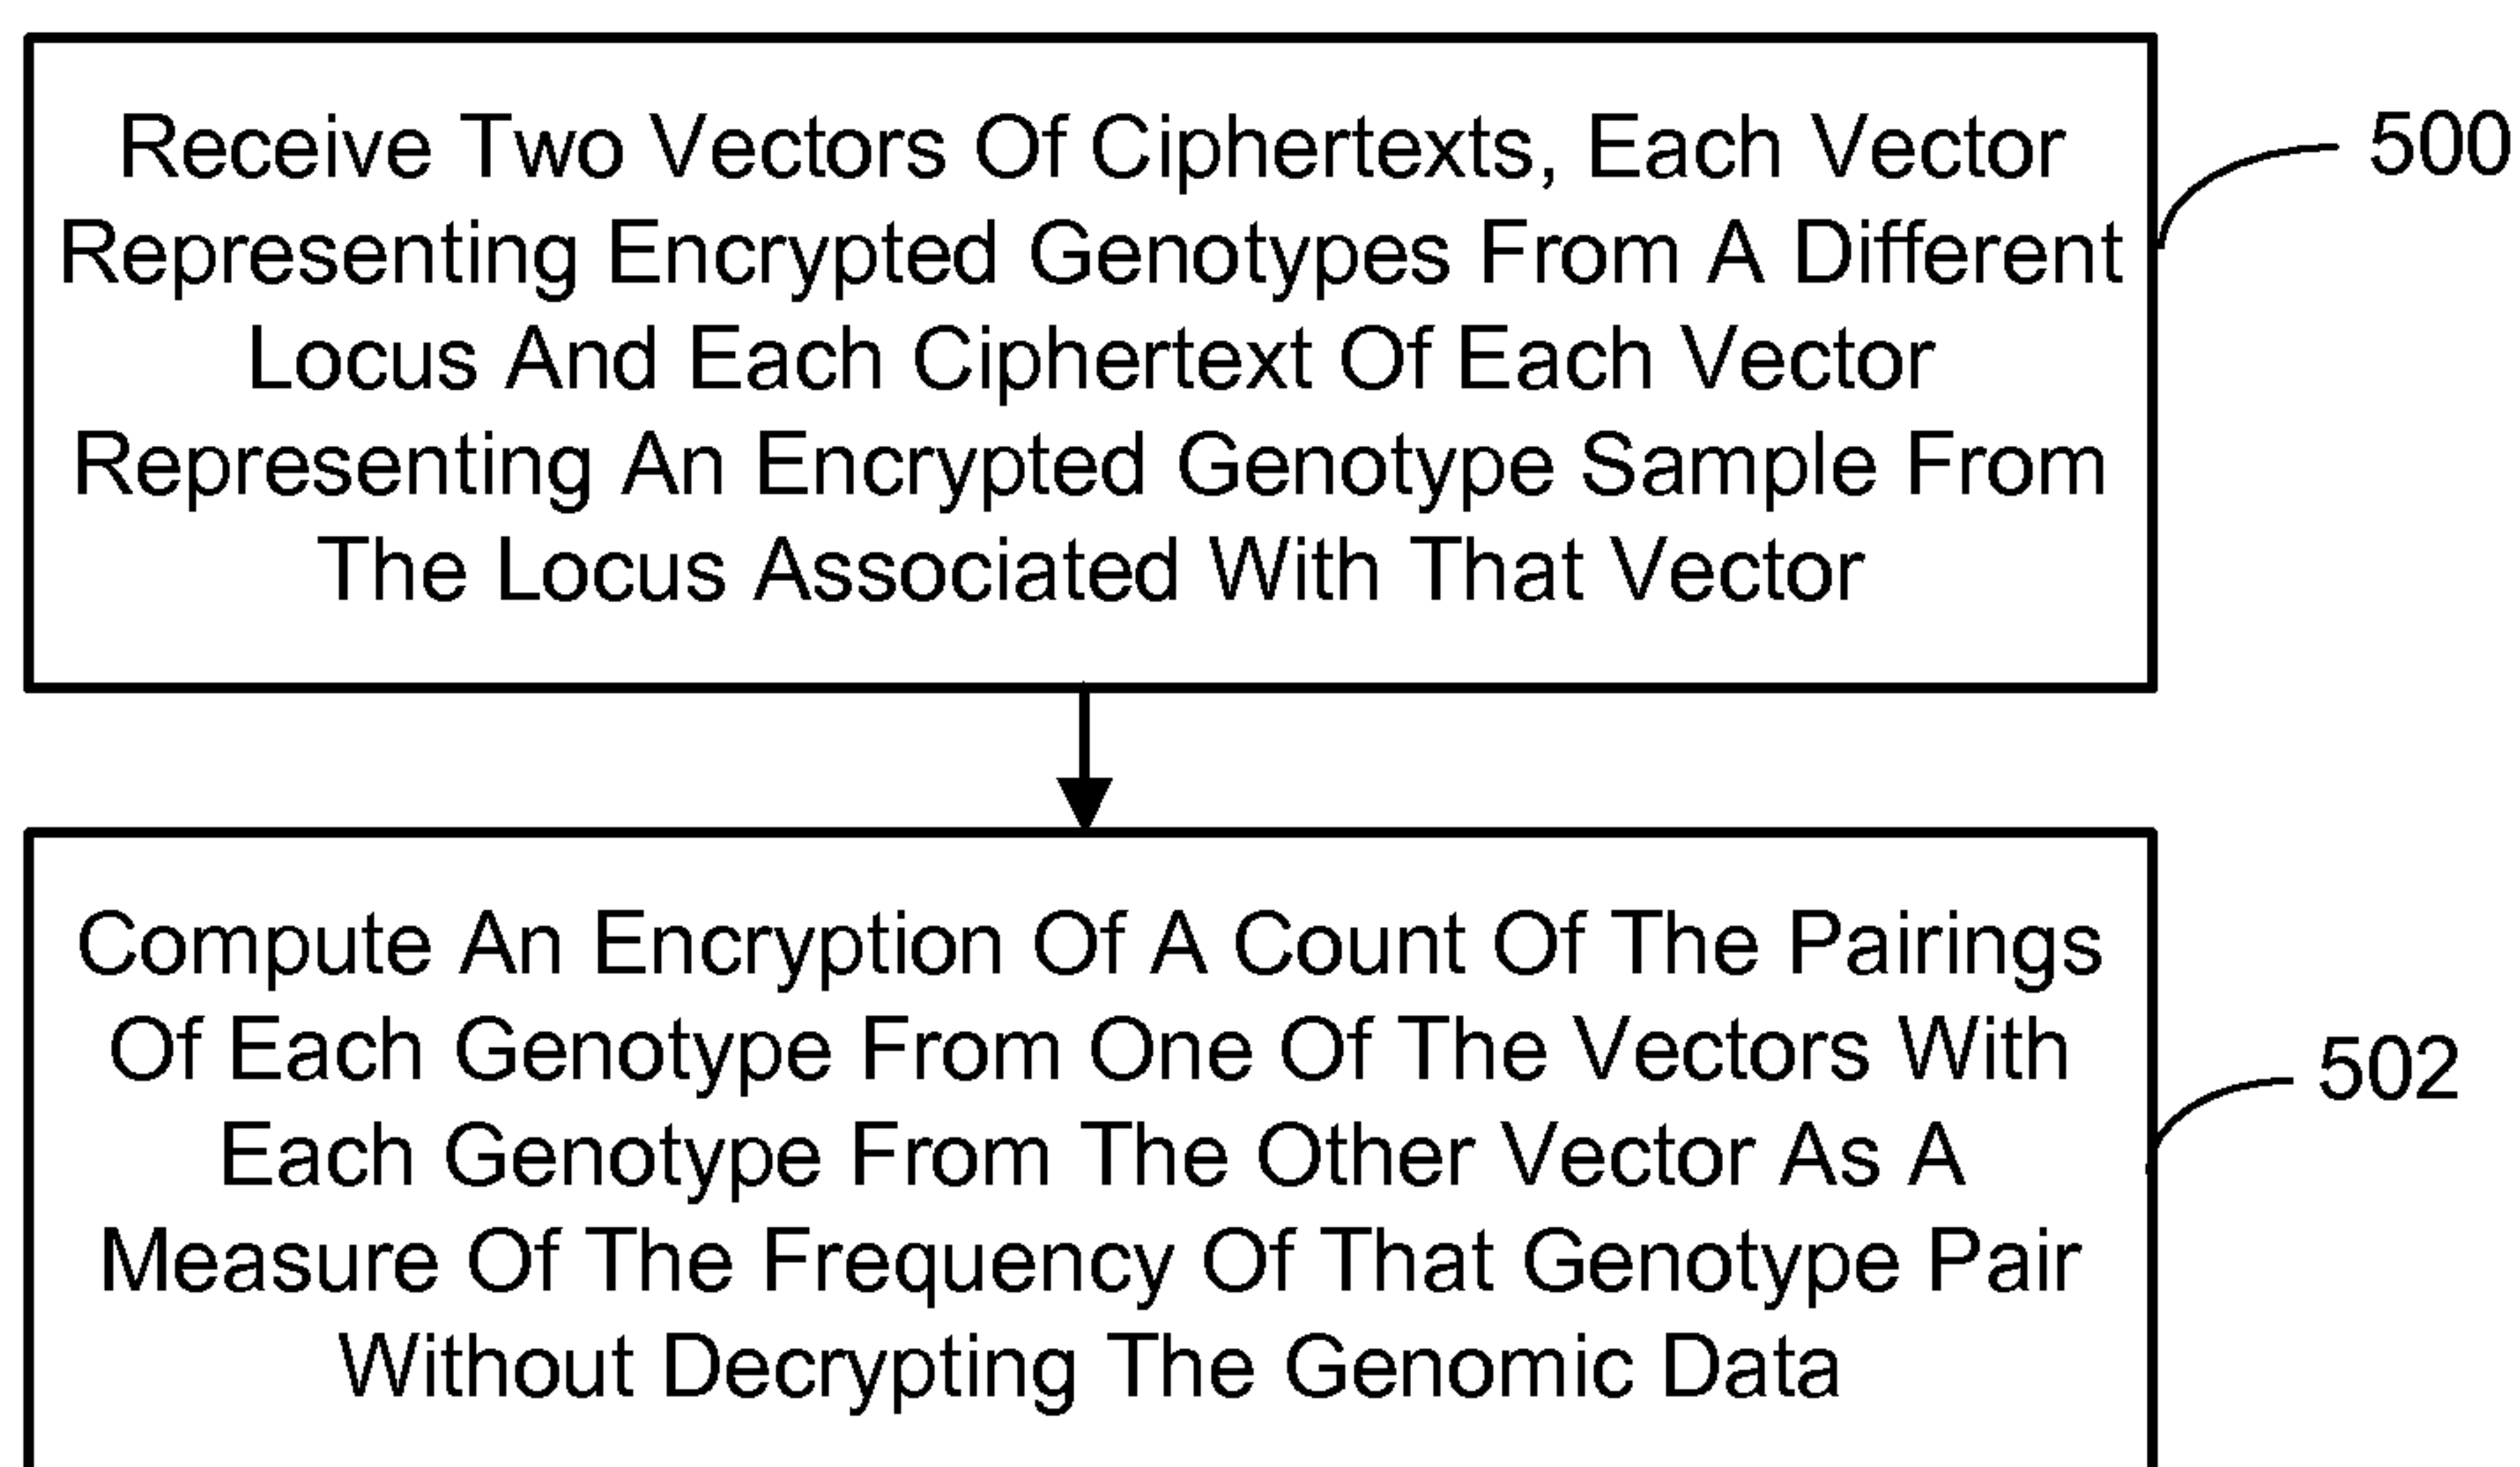 Receive Two Vectors Of Ciphertexts, Each Vector
Representing Encrypted Genotypes From A Different
Locus And Each Ciphertext Of Each Vector
Representing An Encrypted Genotype Sample From
The Locus Associated With That Vector
500
Compute An Encryption Of A Count Of The Pairings
Of Each Genotype From One Of The Vectors With
Each Genotype From The Other Vector As A
Measure Of The Frequency Of That Genotype Pair
Without Decrypting The Genomic Data
502